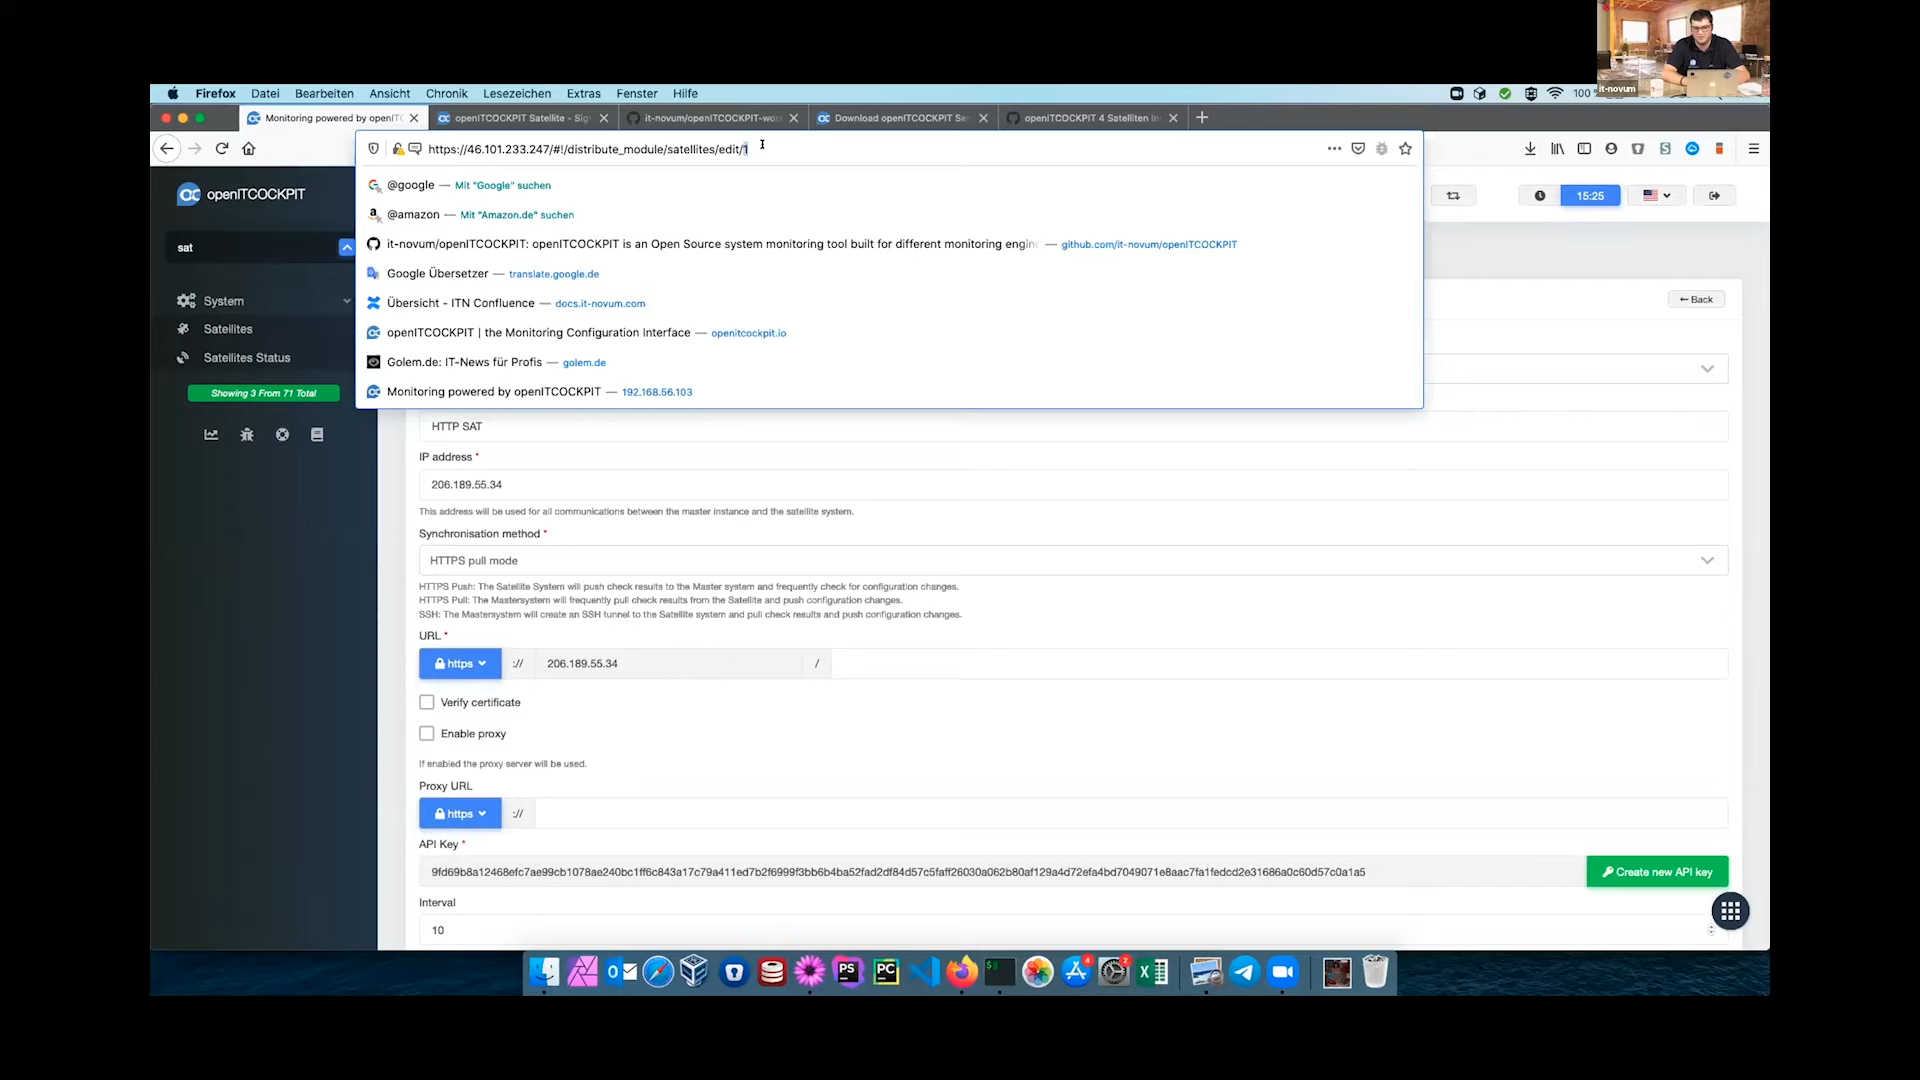 it-novum
Firefox Datei Bearbeiten Ansicht Chronik Lesezeichen Extras Fenster Hilfe
100
Monitoring powered by openITC
openITCOCKPIT Satellite - Sig
it-novum/openITCOCKPIT-wor
Download openITCOCKPIT Se
openITCOCKPIT 4 Satelliten In
https://46.101.233.247/#!/distribute_module/satellites/edit/1
@google — Mit "Google" suchen
@amazon — Mit "Amazon.de" suchen
it-novum/openITCOCKPIT: openITCOCKPIT is an Open Source system monitoring tool built for different monitoring engin — github.com/it-novum/openITCOCKPIT
Google Übersetzer — translate.google.de
Übersicht - ITN Confluence — docs.it-novum.com
openITCOCKPIT | the Monitoring Configuration Interface — openitcockpit.io
Golem.de: IT-News für Profis — golem.de
Monitoring powered by openITCOCKPIT — 192.168.56.103
openITCOCKPIT
15:25
sat
System
Satellites
Satellites Status
Showing 3 From 71 Total
Back
HTTP SAT
IP address *
206.189.55.34
This address will be used for all communications between the master instance and the satellite system.
Synchronisation method *
HTTPS pull mode
HTTPS Push: The Satellite System will push check results to the Master system and frequently check for configuration changes.
HTTPS Pull: The Mastersystem will frequently pull check results from the Satellite and push configuration changes.
SSH: The Mastersystem will create an SSH tunnel to the Satellite system and pull check results and push configuration changes.
URL *
https :// 206.189.55.34 /
Verify certificate
Enable proxy
If enabled the proxy server will be used.
Proxy URL
https ://
API Key *
9fd69b8a12468efc7ae99cb1078ae240bc1ff6c843a17c79a411ed7b2f6999f3bb6b4ba52fad2df84d57c5faff26030a062b80af129a4d72efa4bd7049071e8aac7fa1fedcd2e31686a0c60d57c0a1a5
Create new API key
Interval
10
PS
PC
4
2